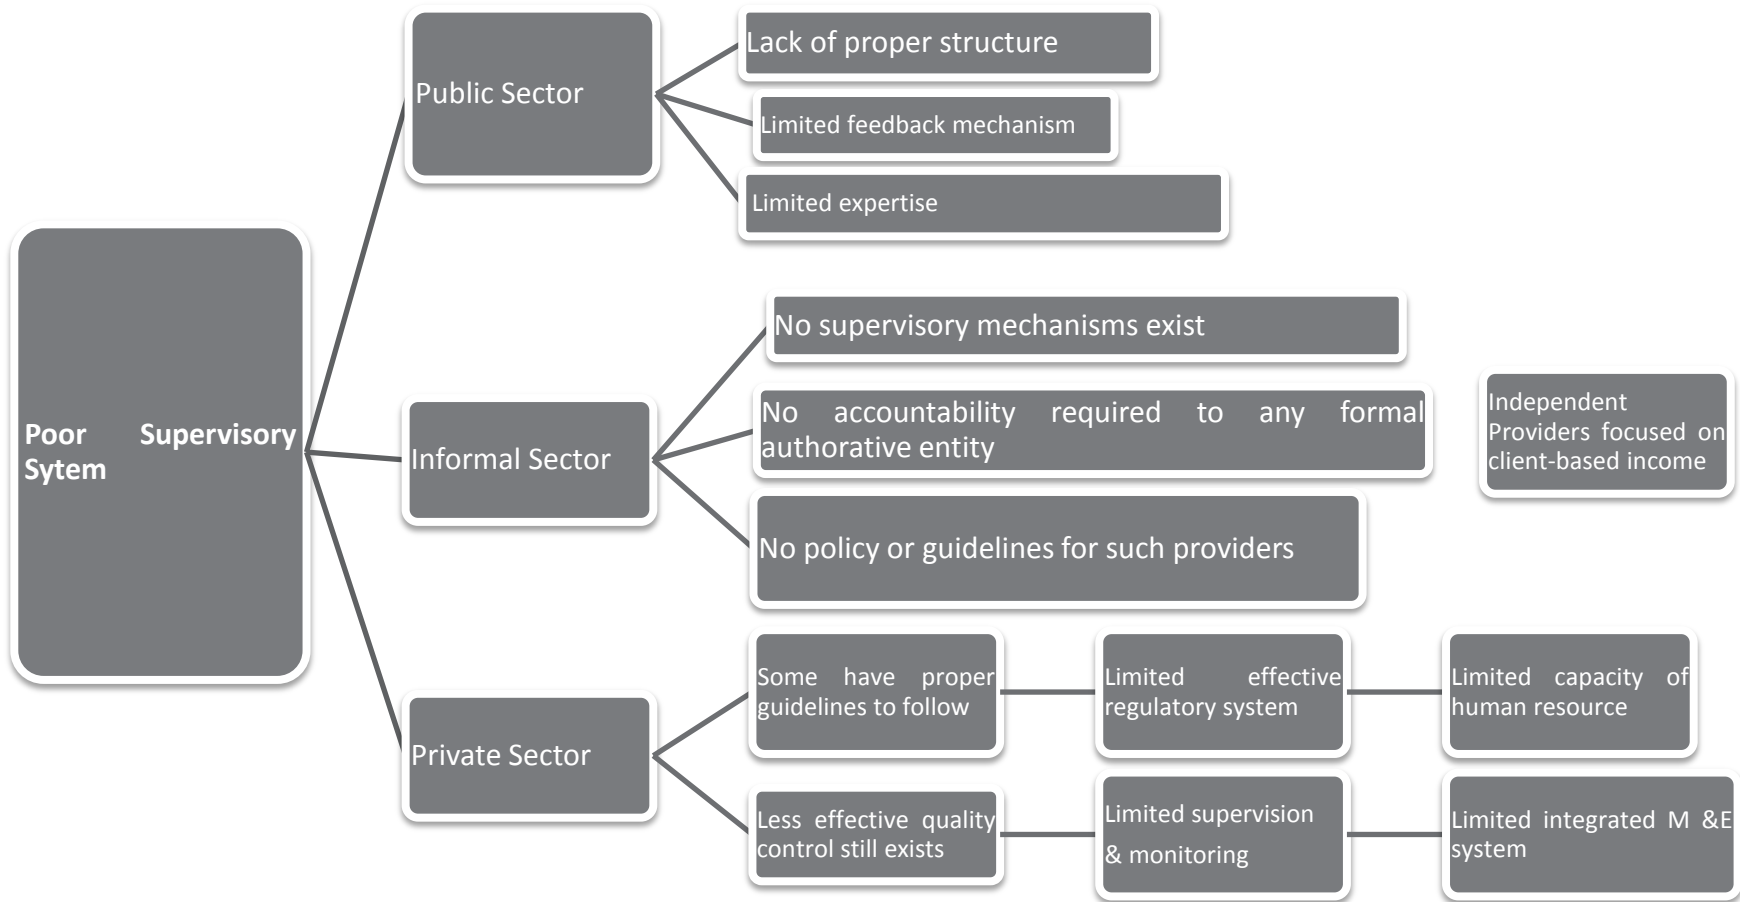 Poor Supervisory
Sytem
Public Sector
Lack of proper structure
Limited feedback mechanism
Limited expertise
Informal Sector
No supervisory mechanisms exist
No accountability required to any formal
authorative entity
No policy or guidelines for such providers
Independent
Providers focused on
client-based income
Private Sector
Some have proper
guidelines to follow
Limited effective
regulatory system
Limited capacity of
human resource
Less effective quality
control still exists
Limited supervision
& monitoring
Limited integrated M &E
system